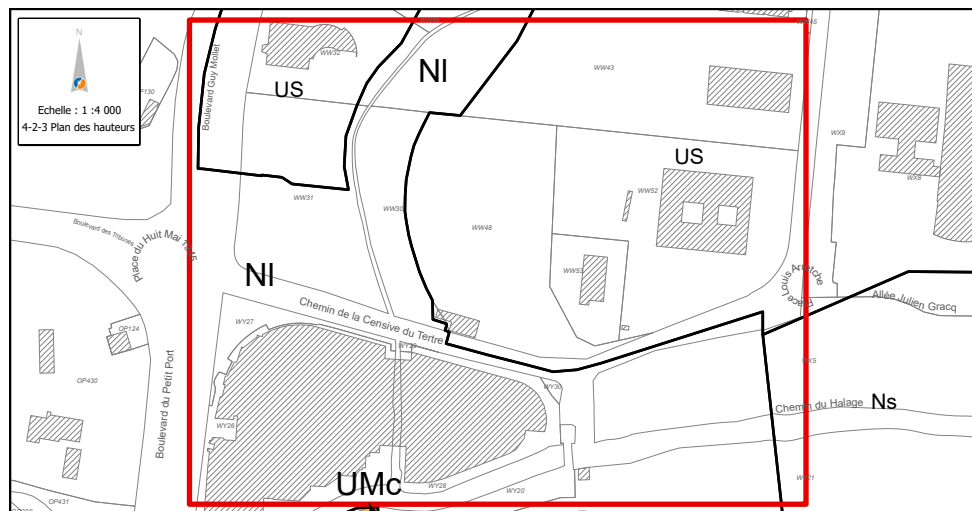 N
Echelle : 1 :4 000
4-2-3 Plan des hauteurs
Boulevard Guy Mollet
US
Nl
WW43
WX9
WX8
US
WW52
WW31
WW30
WW48
WW53
Boulevard des Tribunes
Place du Huit Mai 1945
Nl
Place Louis Arretche
Allée Julien Gracq
Chemin de la Censive du Tertre
WY27
OP124
OP430
Boulevard du Petit Port
WY30
WX5
Chemin du Halage
Ns
WY26
UMc
WY28
WY20
OP431